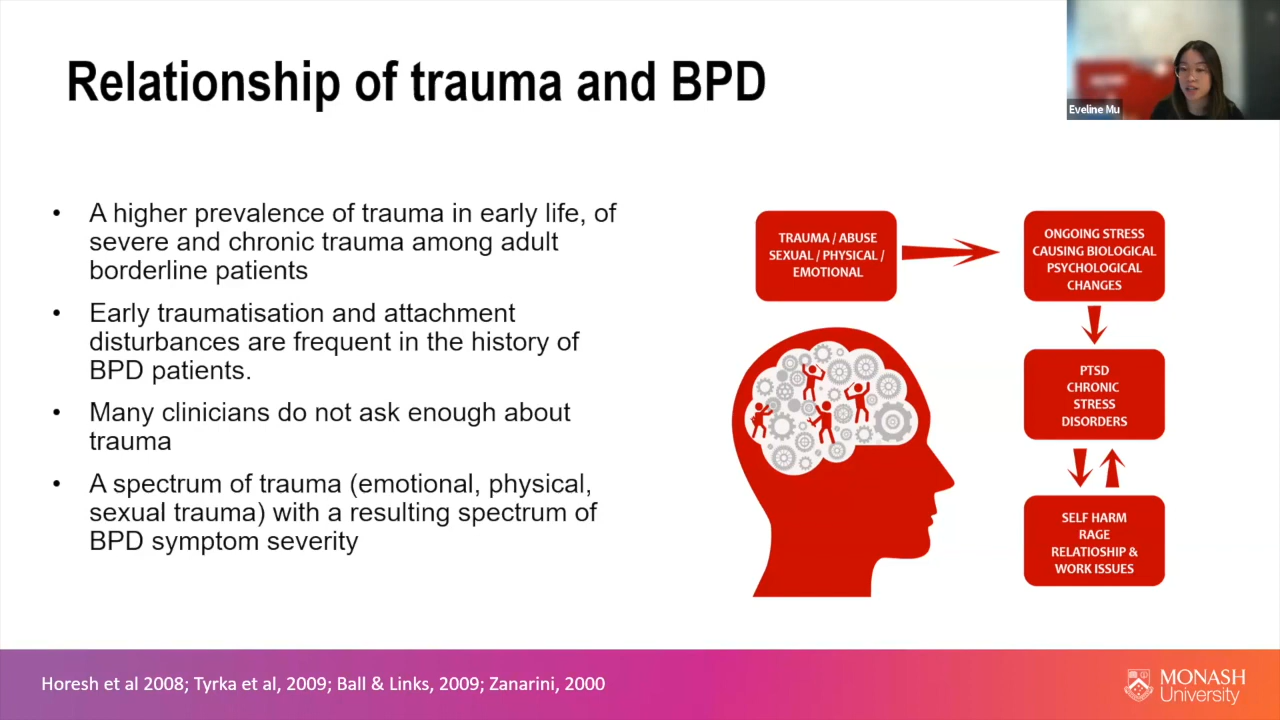 Relationship of trauma and BPD
Eveline Mu
• A higher prevalence of trauma in early life, of
severe and chronic trauma among adult
borderline patients
• Early traumatisation and attachment
disturbances are frequent in the history of
BPD patients.
• Many clinicians do not ask enough about
trauma
• A spectrum of trauma (emotional, physical,
sexual trauma) with a resulting spectrum of
BPD symptom severity
TRAUMA / ABUSE
SEXUAL / PHYSICAL /
EMOTIONAL
ONGOING STRESS
CAUSING BIOLOGICAL
PSYCHOLOGICAL
CHANGES
PTSD
CHRONIC
STRESS
DISORDERS
SELF HARM
RAGE
RELATIOSHIP &
WORK ISSUES
Horesh et al 2008; Tyrka et al, 2009; Ball & Links, 2009; Zanarini, 2000
MONASH
University